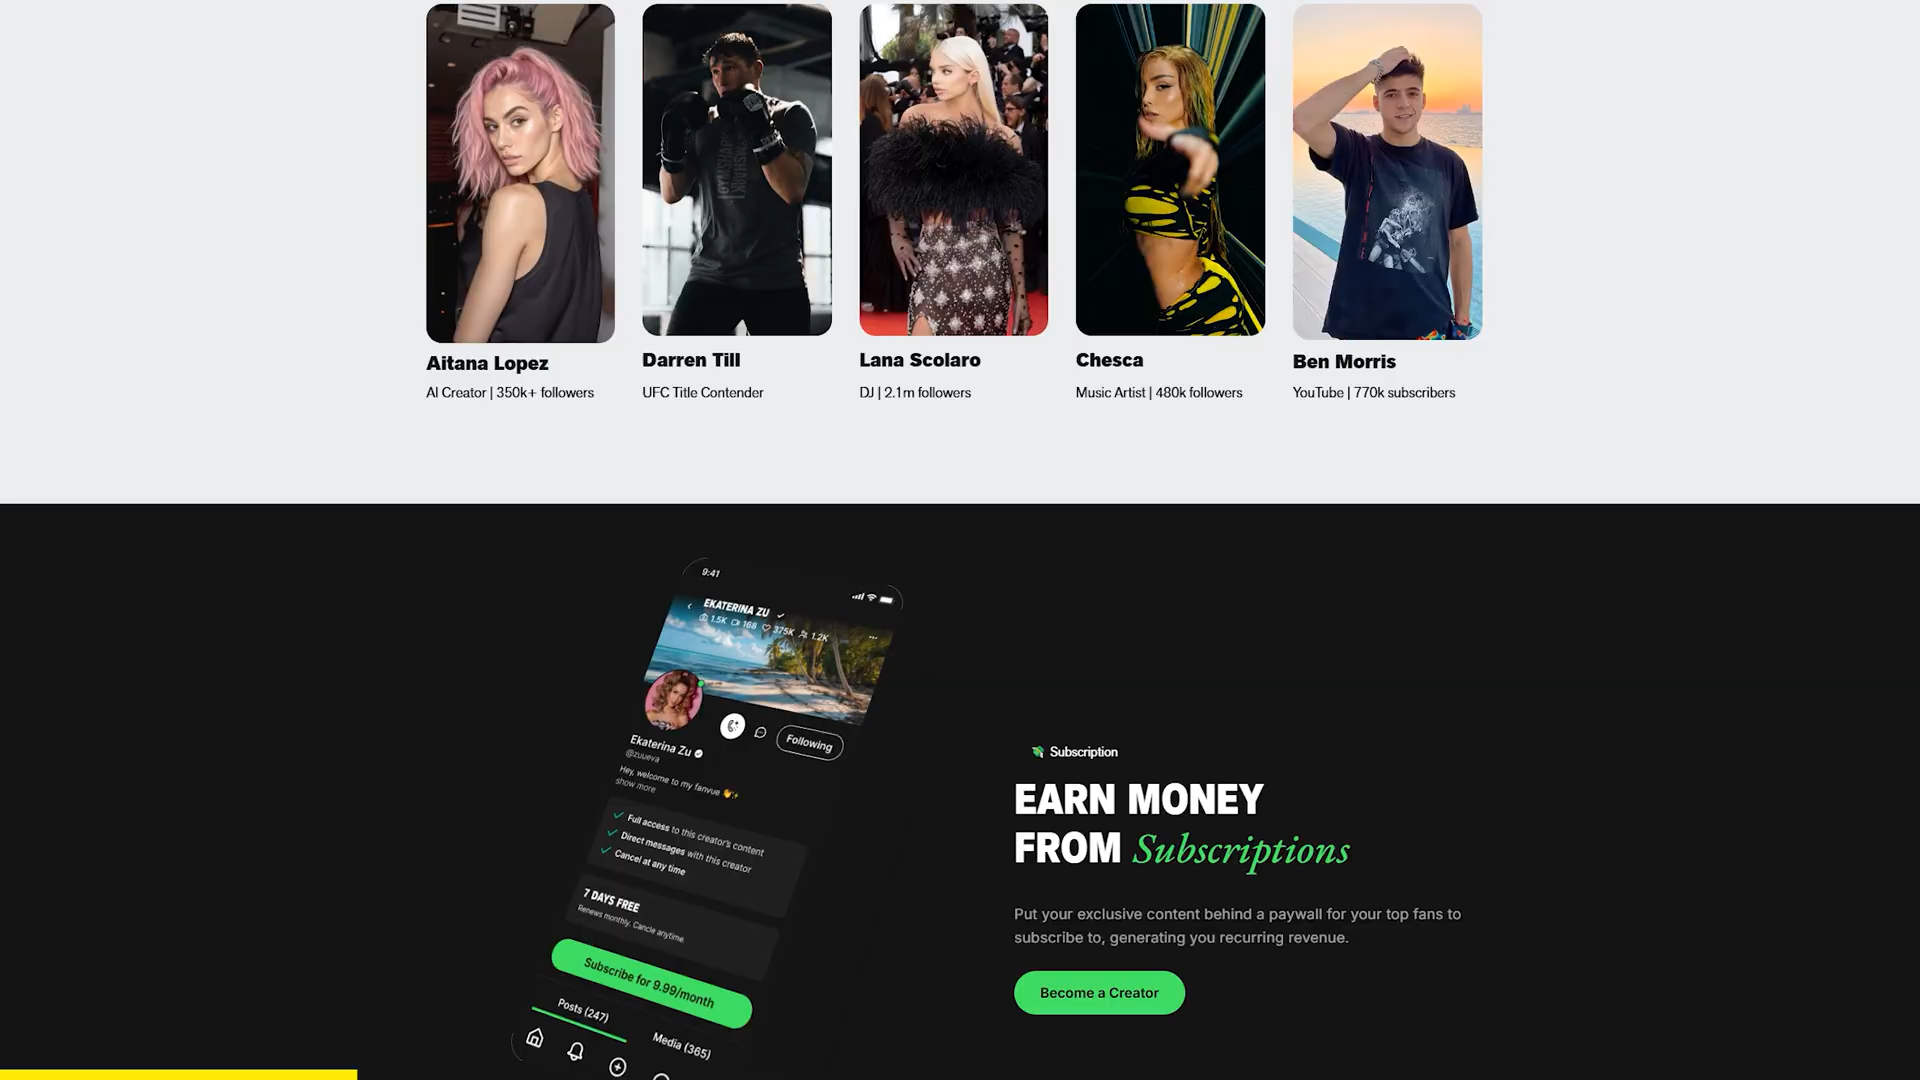 Aitana Lopez
AI Creator | 350k+ followers
Darren Till
UFC Title Contender
Lana Scolaro
DJ | 2.1m followers
Chesca
Music Artist | 480k followers
Ben Morris
YouTube | 770k subscribers
9:41
EKATERINA ZU
1.5K 168 375K 1.2K
Following
Ekaterina Zu
@zuueva
Hey, welcome to my fanvue 👋✨
show more
Full access to this creator's content
Direct messages with this creator
Cancel at any time
7 DAYS FREE
Renews monthly. Cancle anytime.
Subscribe for 9.99/month
Posts (247)
Media (365)
Subscription
EARN MONEY
FROM Subscriptions
Put your exclusive content behind a paywall for your top fans to
subscribe to, generating you recurring revenue.
Become a Creator